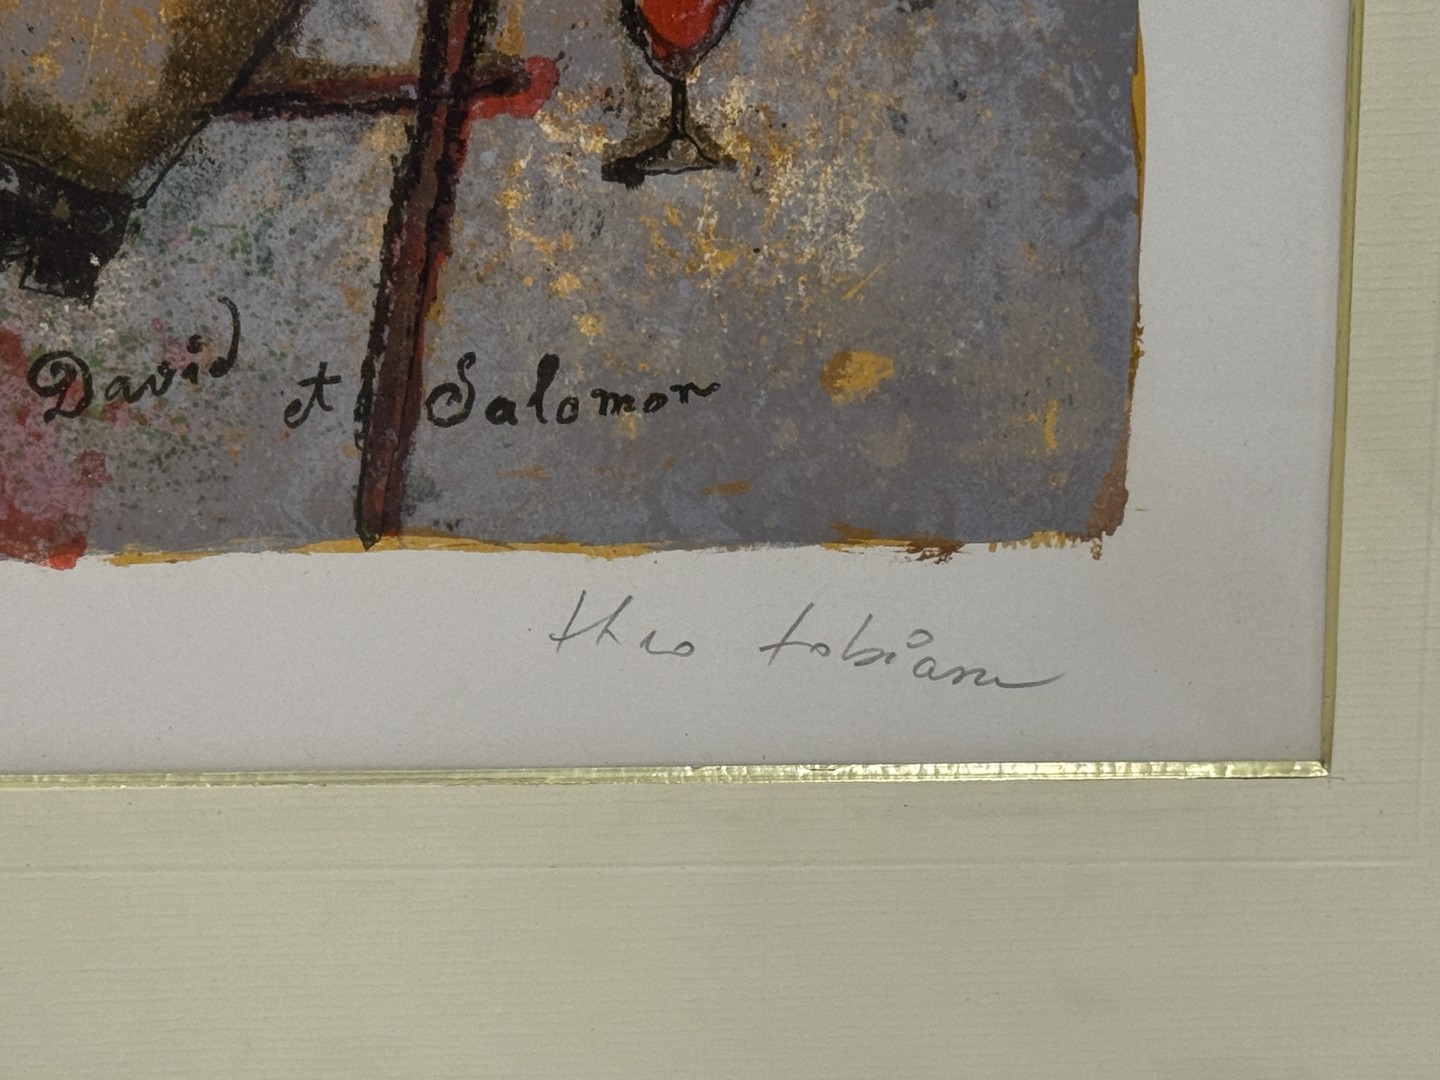 David et Salomon
theo tobiasse